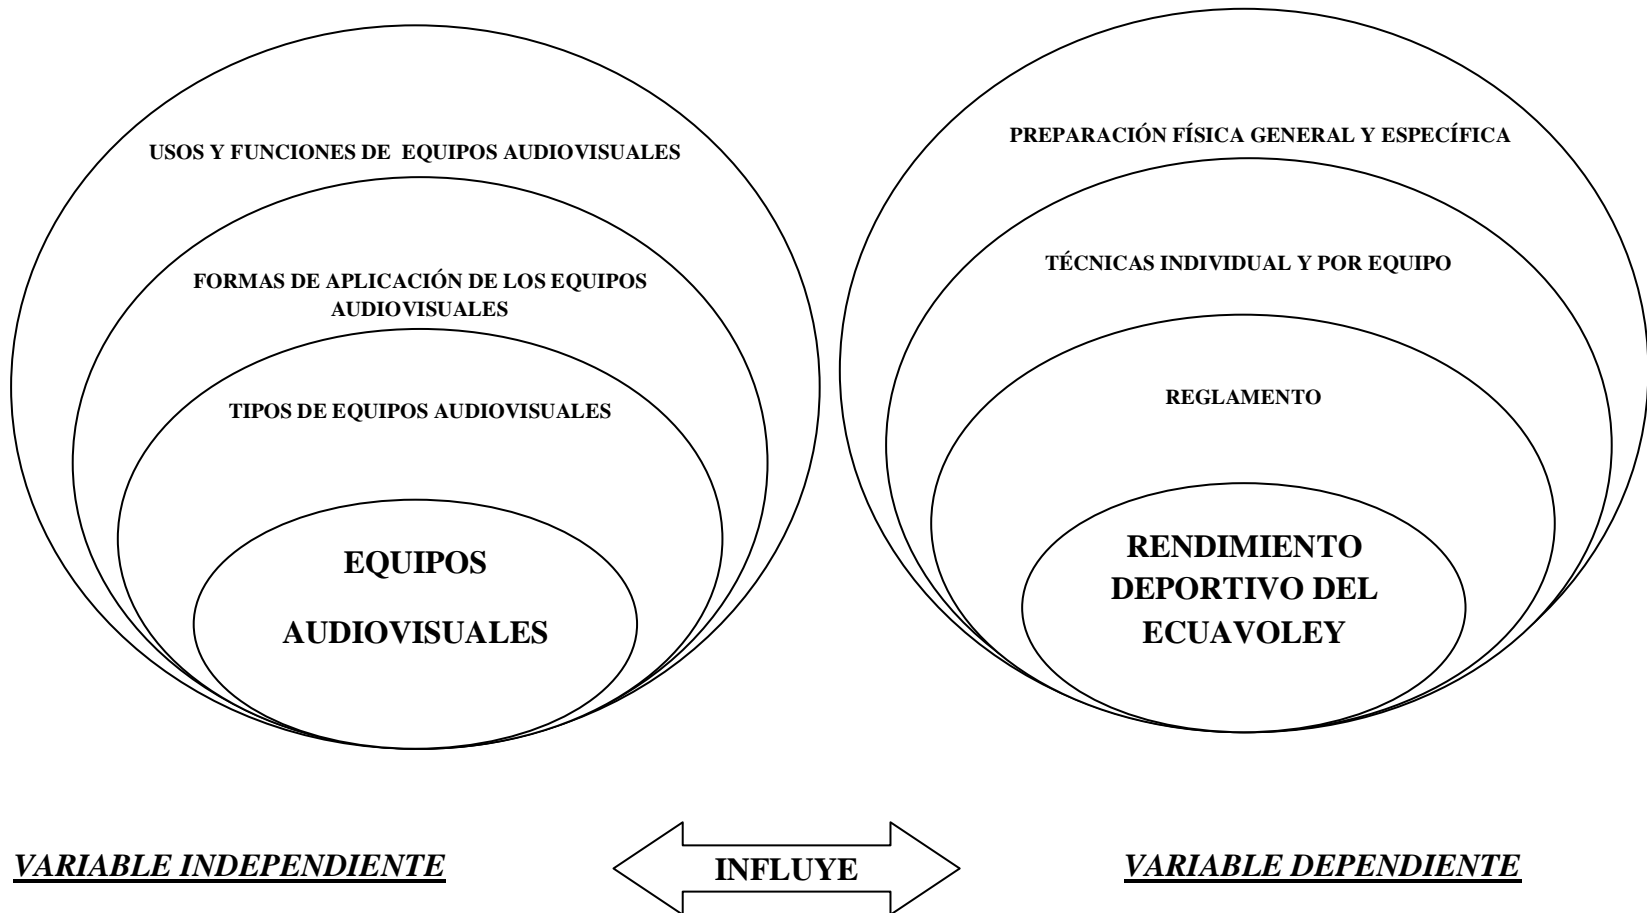 USOS Y FUNCIONES DE EQUIPOS AUDIOVISUALES
FORMAS DE APLICACIÓN DE LOS EQUIPOS
AUDIOVISUALES
TIPOS DE EQUIPOS AUDIOVISUALES
EQUIPOS
AUDIOVISUALES
PREPARACIÓN FÍSICA GENERAL Y ESPECÍFICA
TÉCNICAS INDIVIDUAL Y POR EQUIPO
REGLAMENTO
RENDIMIENTO
DEPORTIVO DEL
ECUAVOLEY
VARIABLE INDEPENDIENTE
INFLUYE
VARIABLE DEPENDIENTE